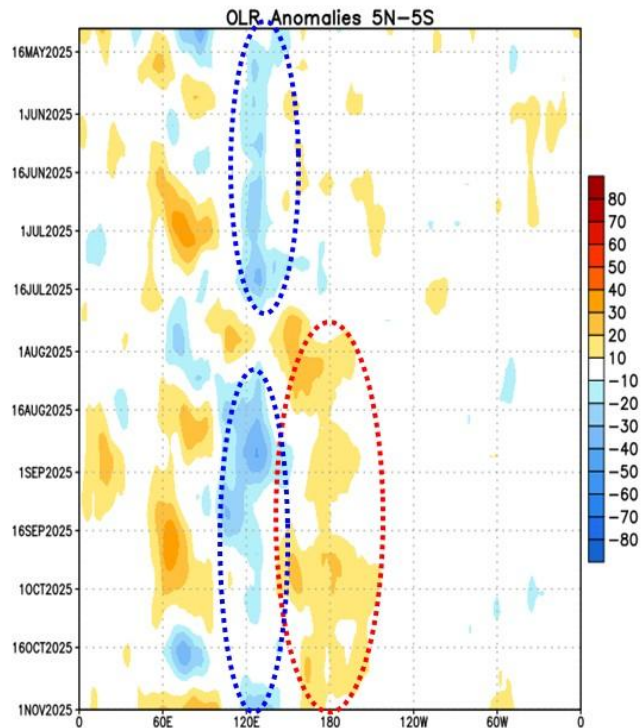 OLR Anomalies 5N-5S
16MAY2025
1JUN2025
16JUN2025
1JUL2025
16JUL2025
1AUG2025
16AUG2025
1SEP2025
16SEP2025
1OCT2025
16OCT2025
1NOV2025
0 60E 120E 180 120W 60W 0
80
70
60
50
40
30
20
10
-10
-20
-30
-40
-50
-60
-70
-80